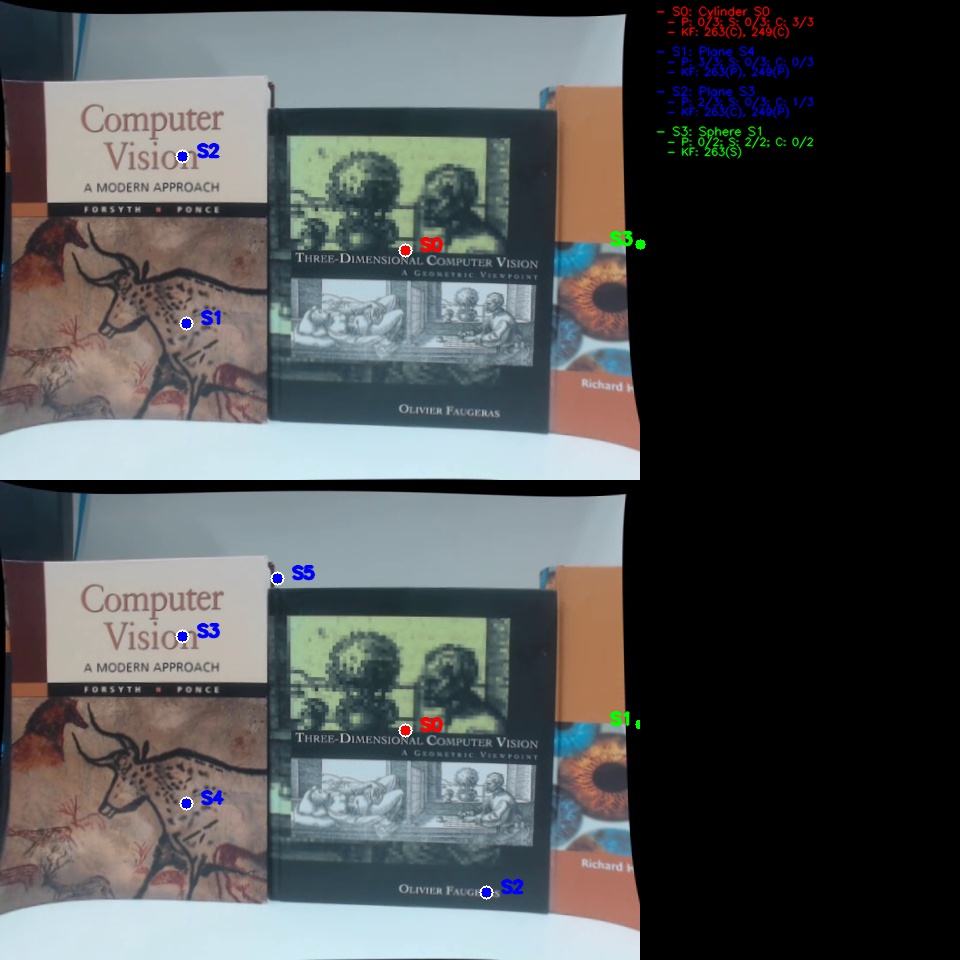 - S0: Cylinder S0
- P: 0/3; S: 0/3; C: 3/3
- KF: 263(C), 249(C)
- S1: Plane S4
- P: 3/3; S: 0/3; C: 0/3
- KF: 263(P), 249(P)
- S2: Plane S3
- P: 2/3; S: 0/3; C: 1/3
- KF: 263(C), 249(P)
- S3: Sphere S1
- P: 0/2; S: 2/2; C: 0/2
- KF: 263(S)
Computer
Vision
S2
A MODERN APPROACH
FORSYTH PONCE
S1
S0
THREE-DIMENSIONAL COMPUTER VISION
A GEOMETRIC VIEWPOINT
OLIVIER FAUGERAS
S3
Richard H
S5
Computer
Vision
S3
A MODERN APPROACH
FORSYTH PONCE
S4
S0
THREE-DIMENSIONAL COMPUTER VISION
A GEOMETRIC VIEWPOINT
OLIVIER
S2
S1
Richard H